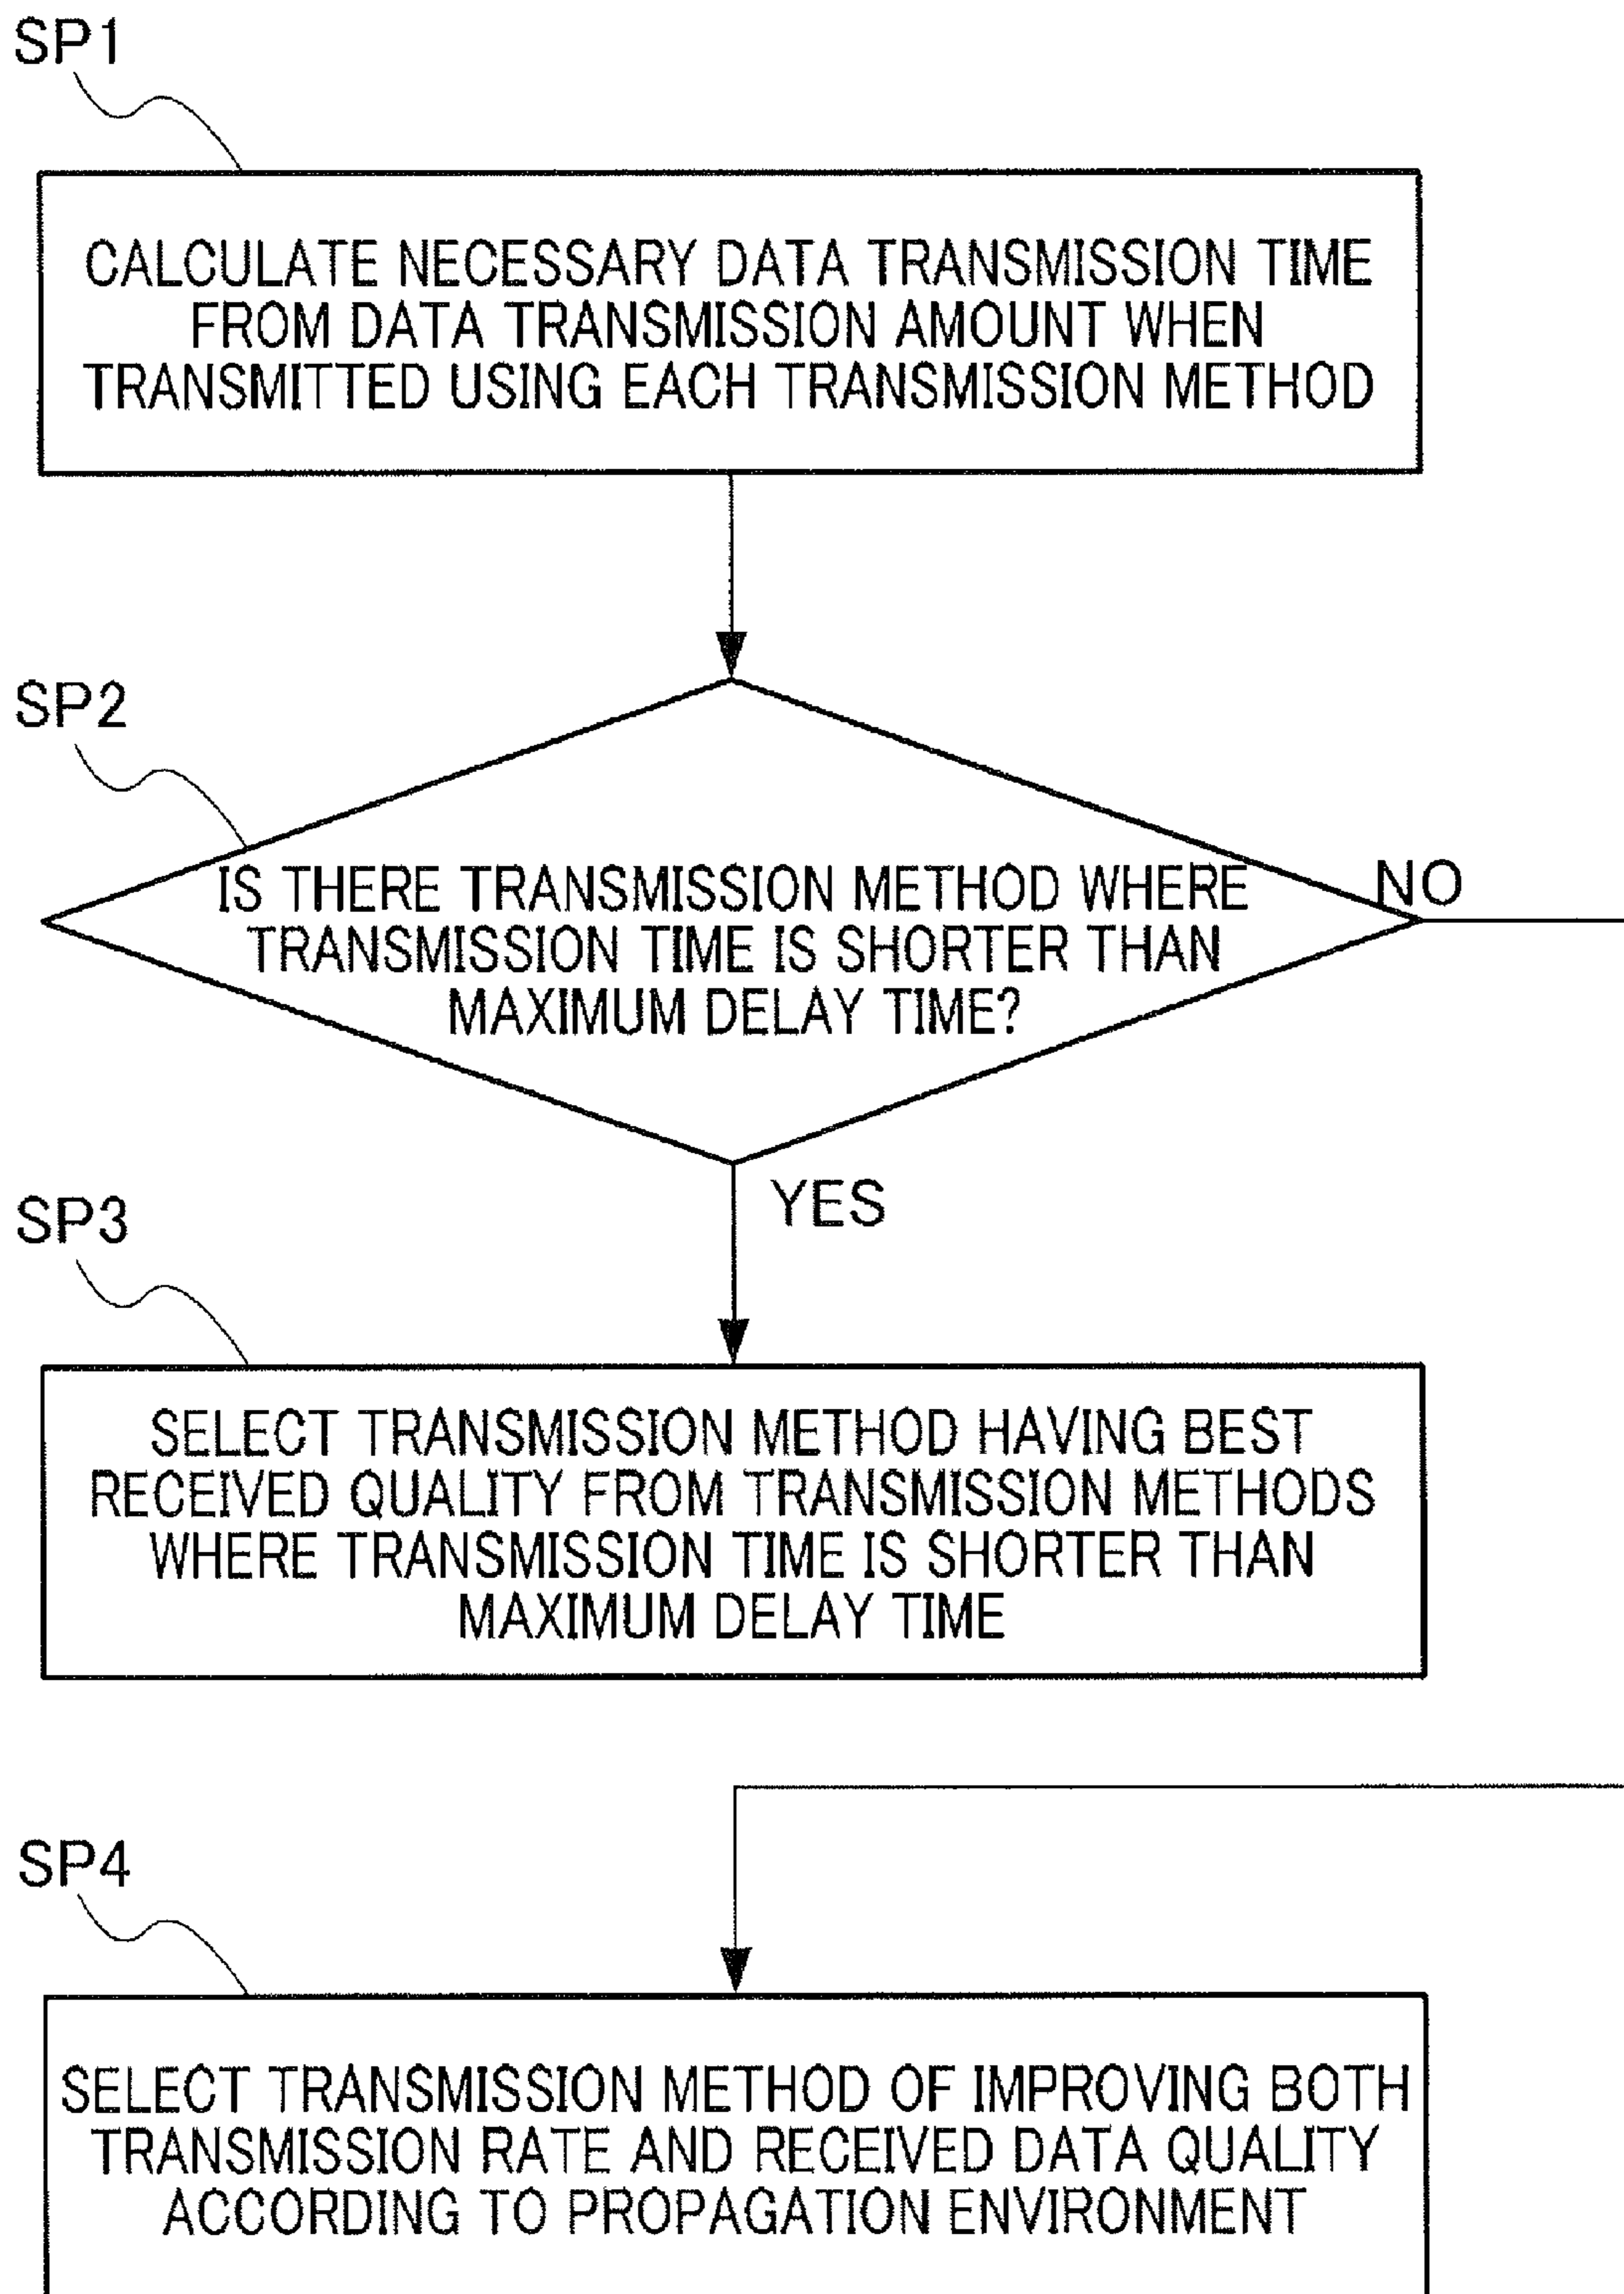 SP1
CALCULATE NECESSARY DATA TRANSMISSION TIME
FROM DATA TRANSMISSION AMOUNT WHEN
TRANSMITTED USING EACH TRANSMISSION METHOD
SP2
IS THERE TRANSMISSION METHOD WHERE
TRANSMISSION TIME IS SHORTER THAN
MAXIMUM DELAY TIME?
NO
YES
SP3
SELECT TRANSMISSION METHOD HAVING BEST
RECEIVED QUALITY FROM TRANSMISSION METHODS
WHERE TRANSMISSION TIME IS SHORTER THAN
MAXIMUM DELAY TIME
SP4
SELECT TRANSMISSION METHOD OF IMPROVING BOTH
TRANSMISSION RATE AND RECEIVED DATA QUALITY
ACCORDING TO PROPAGATION ENVIRONMENT